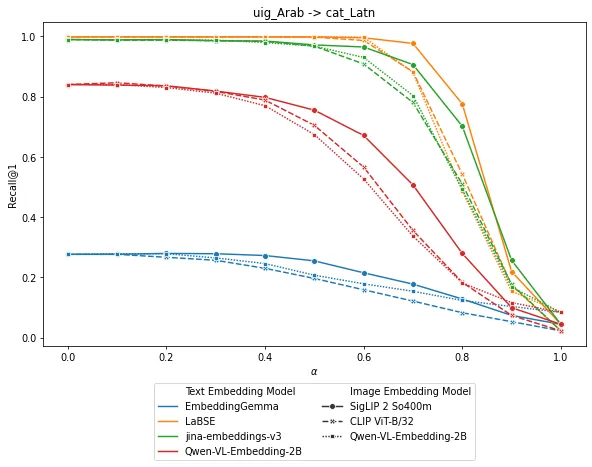 uig_Arab -> cat_Latn
Recall@1
1.0
0.8
0.6
0.4
0.2
0.0
0.0 0.2 0.4 0.6 0.8 1.0
α
Text Embedding Model
EmbeddingGemma
LaBSE
jina-embeddings-v3
Qwen-VL-Embedding-2B
Image Embedding Model
SigLIP 2 So400m
CLIP ViT-B/32
Qwen-VL-Embedding-2B